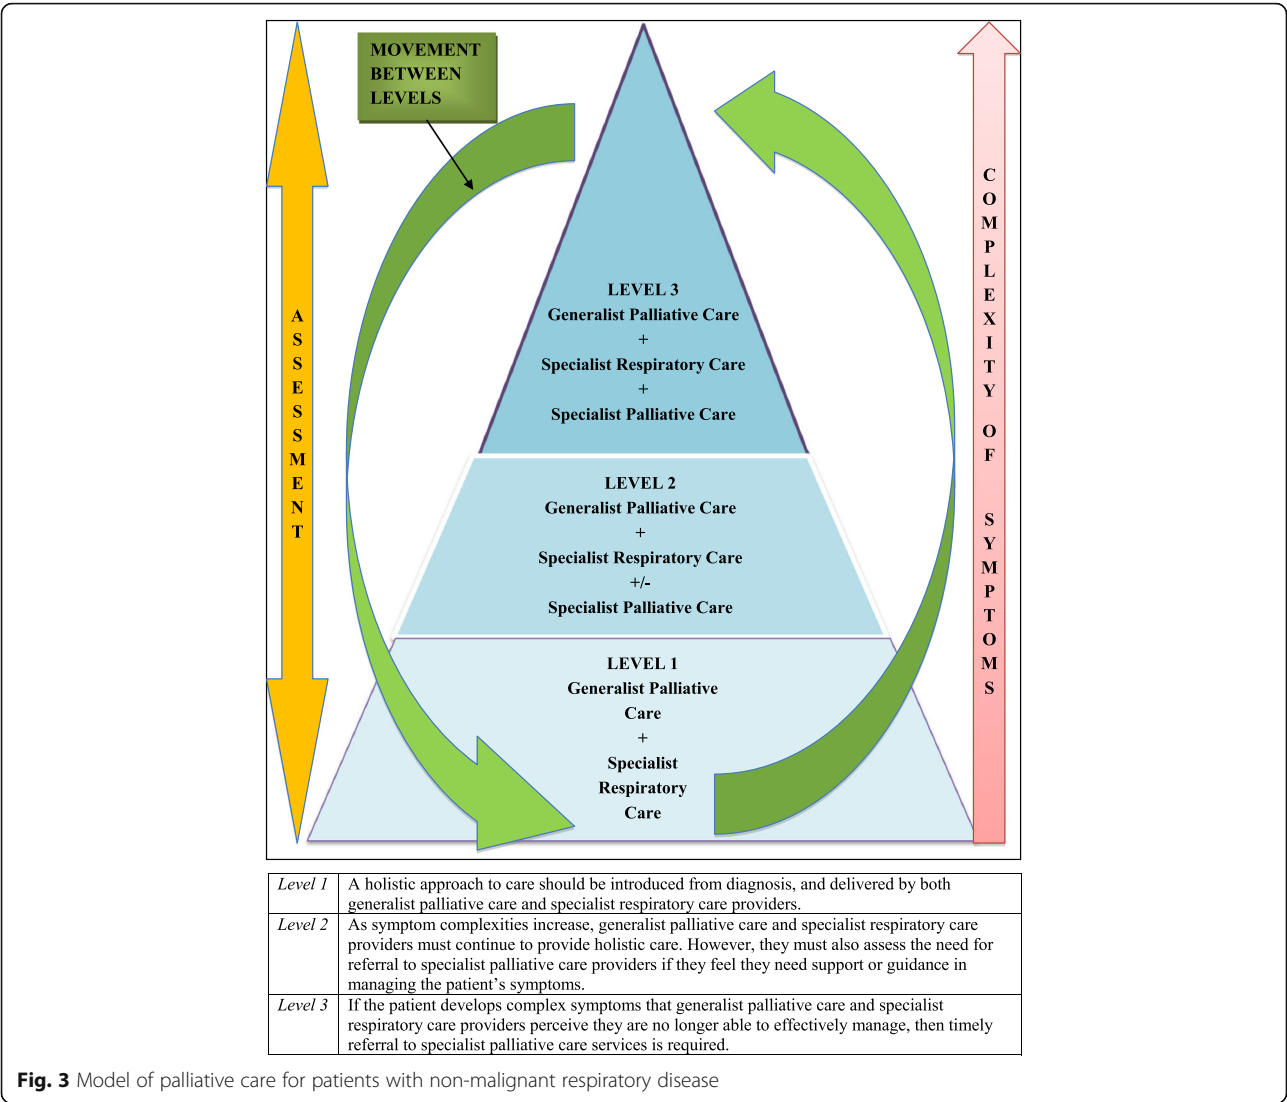 MOVEMENT
BETWEEN
LEVELS
ASSESSMENT
COMPLEXITY OF SYMPTOMS
LEVEL 3
Generalist Palliative Care
+
Specialist Respiratory Care
+
Specialist Palliative Care
LEVEL 2
Generalist Palliative Care
+
Specialist Respiratory Care
+/-
Specialist Palliative Care
LEVEL 1
Generalist Palliative
Care
+
Specialist
Respiratory
Care
Level 1 A holistic approach to care should be introduced from diagnosis, and delivered by both
generalist palliative care and specialist respiratory care providers.
Level 2 As symptom complexities increase, generalist palliative care and specialist respiratory care
providers must continue to provide holistic care. However, they must also assess the need for
referral to specialist palliative care providers if they feel they need support or guidance in
managing the patient's symptoms.
Level 3 If the patient develops complex symptoms that generalist palliative care and specialist
respiratory care providers perceive they are no longer able to effectively manage, then timely
referral to specialist palliative care services is required.
Fig. 3 Model of palliative care for patients with non-malignant respiratory disease